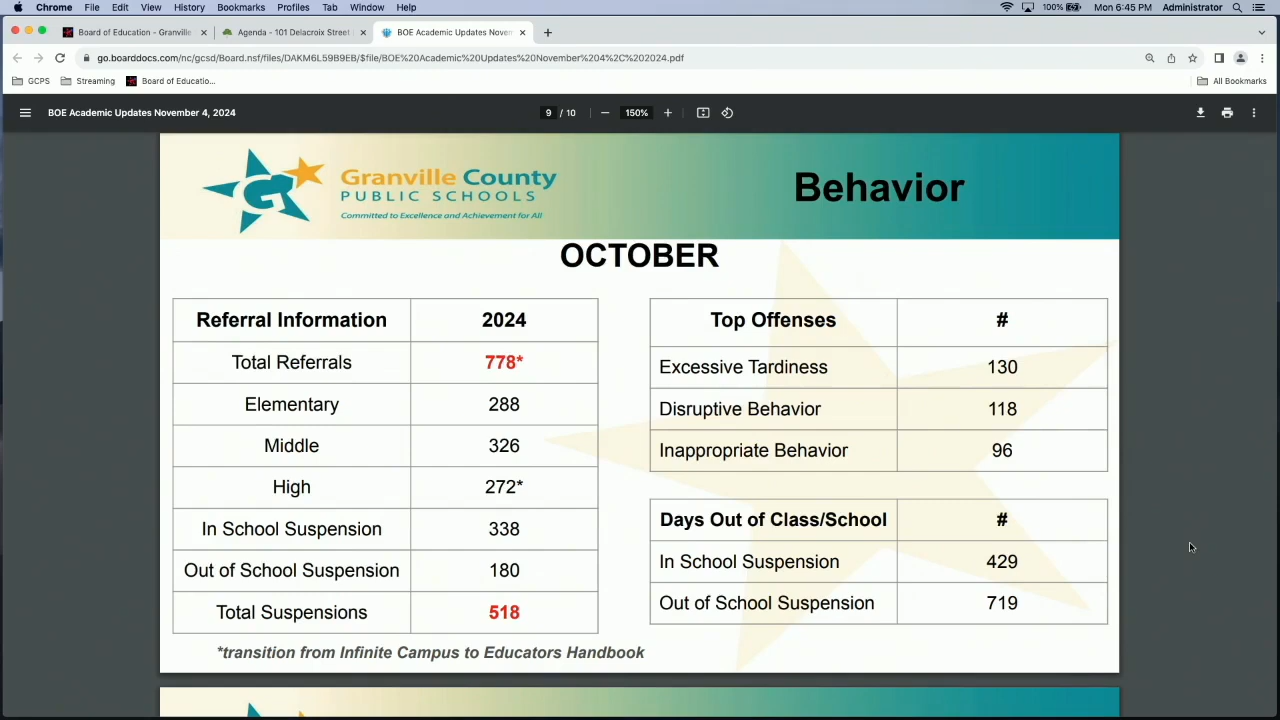 Chrome File Edit View History Bookmarks Profiles Tab Window Help 100% Mon 6:45 PM Administrator
Board of Education - Granville Agenda - 101 Delacroix Street BOE Academic Updates Novem
go.boarddocs.com/nc/gcsd/Board.nsf/files/DAKM6L59B9EB/$file/BOE%20Academic%20Updates%20November%204%2C%202024.pdf
GCPS Streaming Board of Educatio... All Bookmarks
BOE Academic Updates November 4, 2024 9 / 10 150%
Granville County
PUBLIC SCHOOLS
Committed to Excellence and Achievement for All
Behavior
OCTOBER
Referral Information 2024
Total Referrals 778*
Elementary 288
Middle 326
High 272*
In School Suspension 338
Out of School Suspension 180
Total Suspensions 518
Top Offenses #
Excessive Tardiness 130
Disruptive Behavior 118
Inappropriate Behavior 96
Days Out of Class/School #
In School Suspension 429
Out of School Suspension 719
*transition from Infinite Campus to Educators Handbook